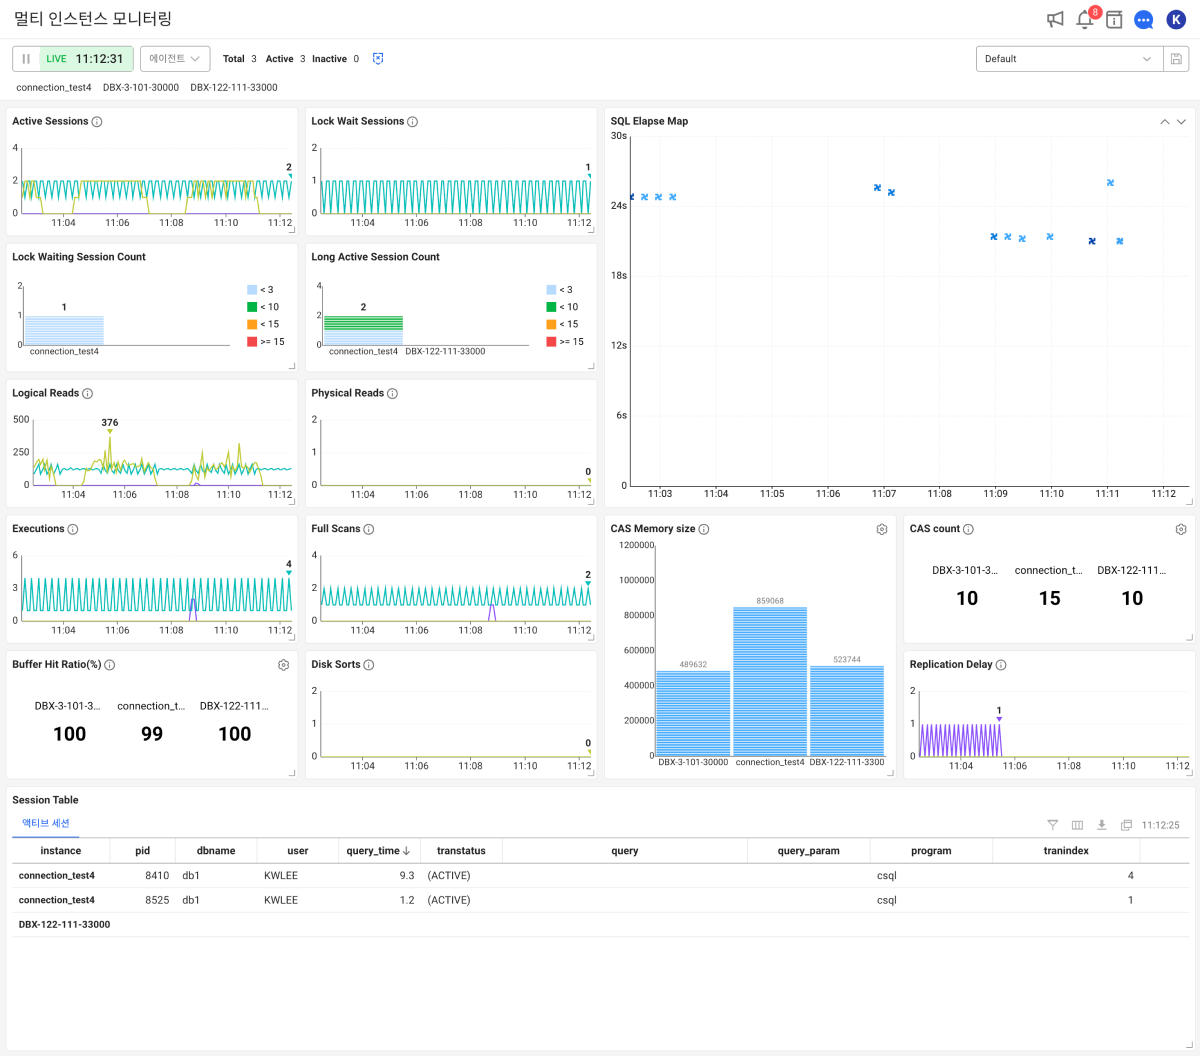 멀티 인스턴스 모니터링
8
K
LIVE 11:12:31
에이전트
Total 3 Active 3 Inactive 0
Default
connection_test4 DBX-3-101-30000 DBX-122-111-33000
Active Sessions
4
2
0
2
11:04 11:06 11:08 11:10 11:12
Lock Wait Sessions
2
1
0
1
11:04 11:06 11:08 11:10 11:12
SQL Elapse Map
30s
24s
18s
12s
6s
0
11:03 11:04 11:05 11:06 11:07 11:08 11:09 11:10 11:11 11:12
Lock Waiting Session Count
2
1
0
1
connection_test4
< 3
< 10
< 15
>= 15
Long Active Session Count
4
2
0
2
connection_test4 DBX-122-111-33000
< 3
< 10
< 15
>= 15
Logical Reads
500
250
0
376
11:04 11:06 11:08 11:10 11:12
Physical Reads
2
1
0
0
11:04 11:06 11:08 11:10 11:12
Executions
6
3
0
4
11:04 11:06 11:08 11:10 11:12
Full Scans
4
2
0
2
11:04 11:06 11:08 11:10 11:12
CAS Memory size
1200000
1000000
800000
600000
400000
200000
0
489632
859068
523744
DBX-3-101-30000 connection_test4 DBX-122-111-3300
CAS count
DBX-3-101-3... connection_t... DBX-122-111...
10 15 10
Buffer Hit Ratio(%)
DBX-3-101-3... connection_t... DBX-122-111...
100 99 100
Disk Sorts
2
1
0
0
11:04 11:06 11:08 11:10 11:12
Replication Delay
2
1
0
1
11:04 11:06 11:08 11:10 11:12
Session Table
액티브 세션
11:12:25
instance pid dbname user query_time transtatus query query_param program tranindex
connection_test4 8410 db1 KWLEE 9.3 (ACTIVE) csql 4
connection_test4 8525 db1 KWLEE 1.2 (ACTIVE) csql 1
DBX-122-111-33000